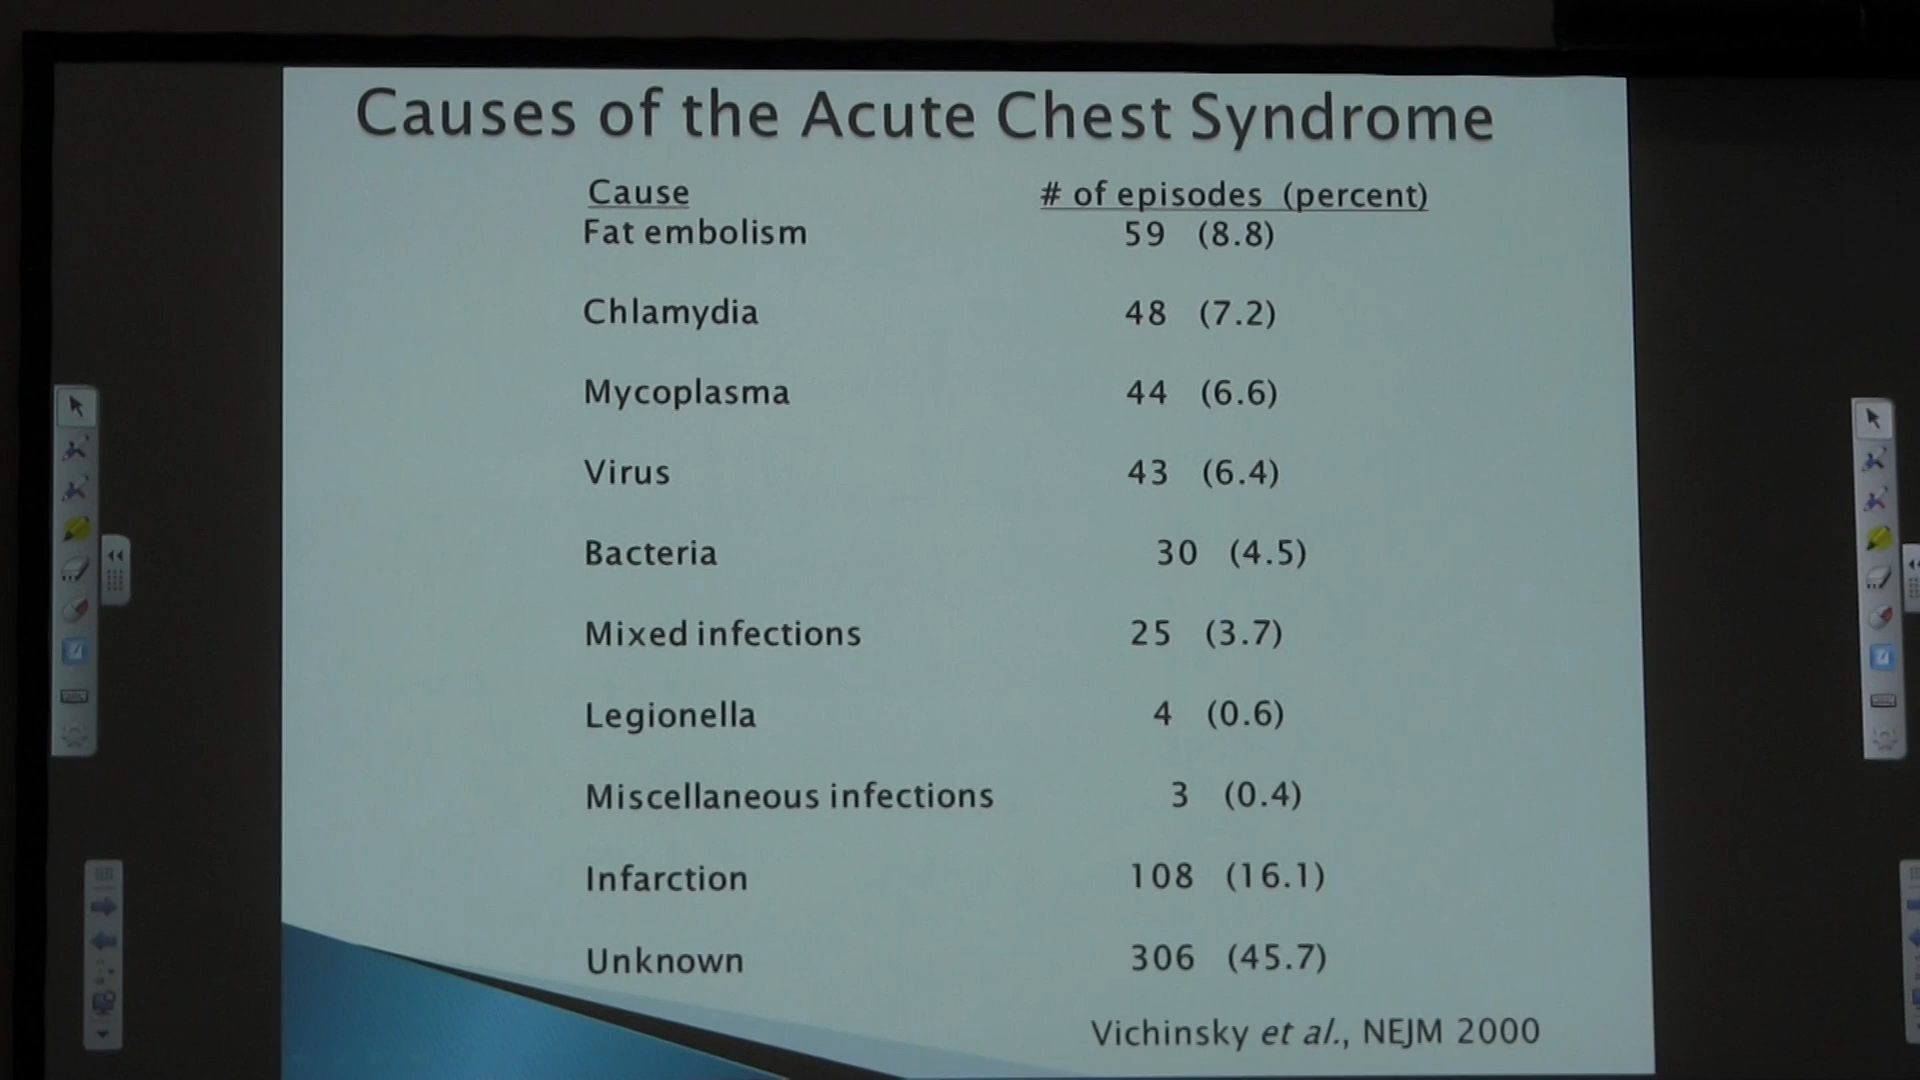 Causes of the Acute Chest Syndrome
Cause # of episodes (percent)
Fat embolism 59 (8.8)
Chlamydia 48 (7.2)
Mycoplasma 44 (6.6)
Virus 43 (6.4)
Bacteria 30 (4.5)
Mixed infections 25 (3.7)
Legionella 4 (0.6)
Miscellaneous infections 3 (0.4)
Infarction 108 (16.1)
Unknown 306 (45.7)
Vichinsky et al., NEJM 2000